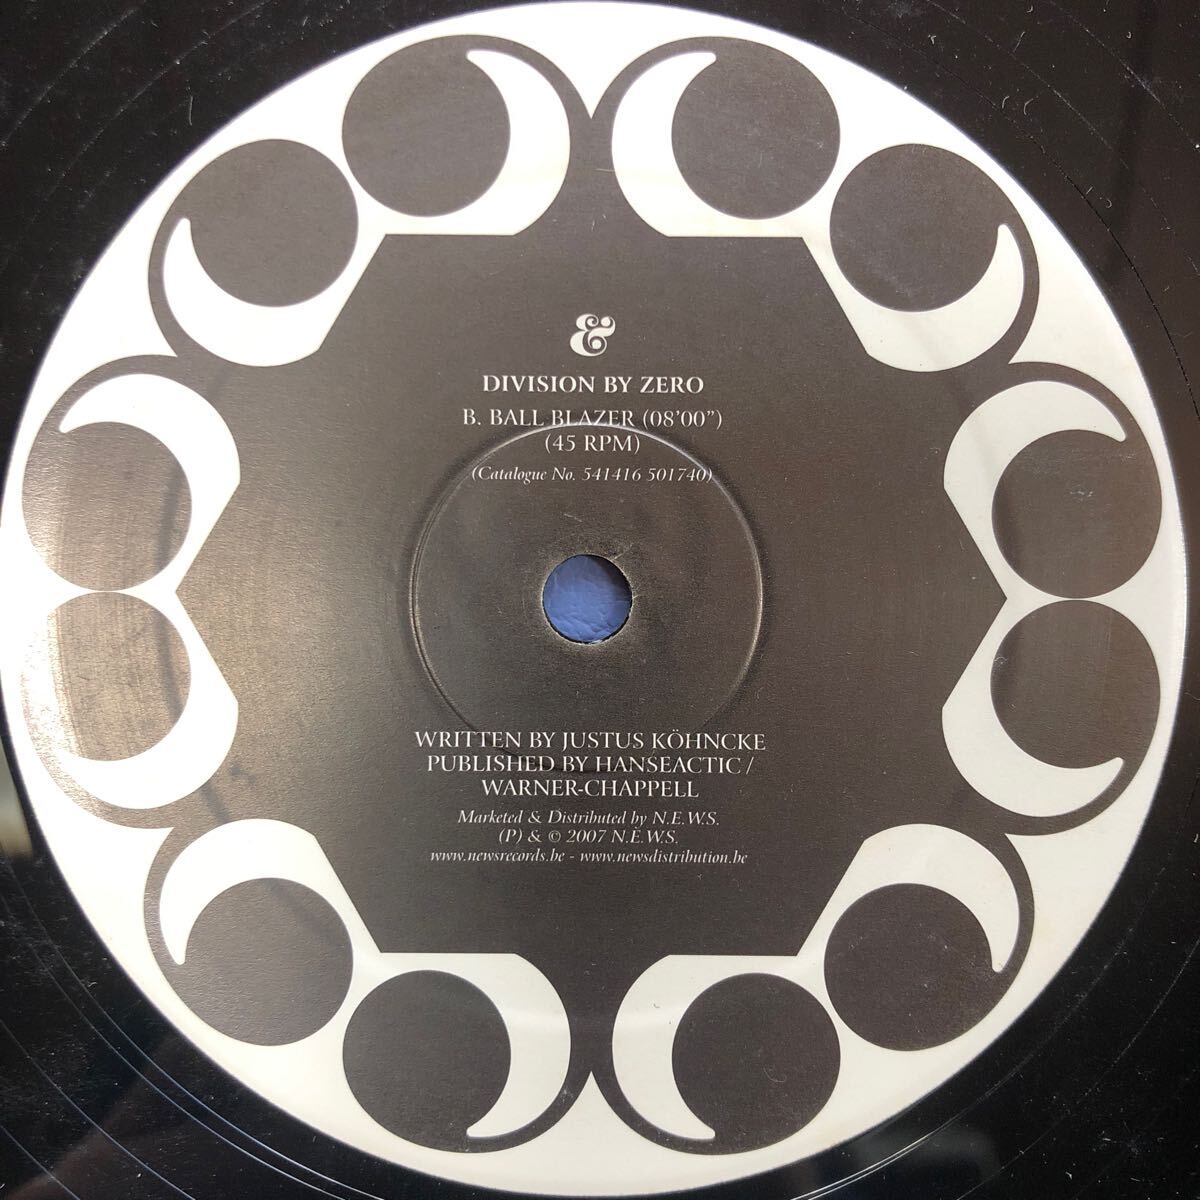 &
DIVISION BY ZERO
B. BALL BLAZER (08'00")
(45 RPM)
(Catalogue No. 541416 501740)
WRITTEN BY JUSTUS KÖHNCKE
PUBLISHED BY HANSEACTIC /
WARNER-CHAPPELL
Marketed & Distributed by N.E.W.S.
(P) & © 2007 N.E.W.S.
www.newsrecords.be - www.newsdistribution.be